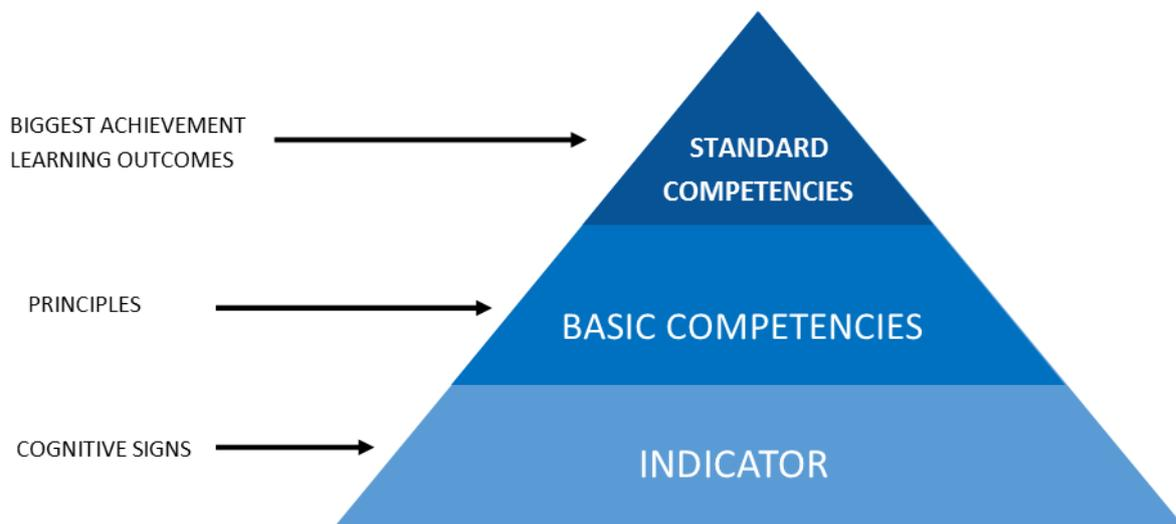 BIGGEST ACHIEVEMENT
LEARNING OUTCOMES
STANDARD
COMPETENCIES
PRINCIPLES
BASIC COMPETENCIES
COGNITIVE SIGNS
INDICATOR